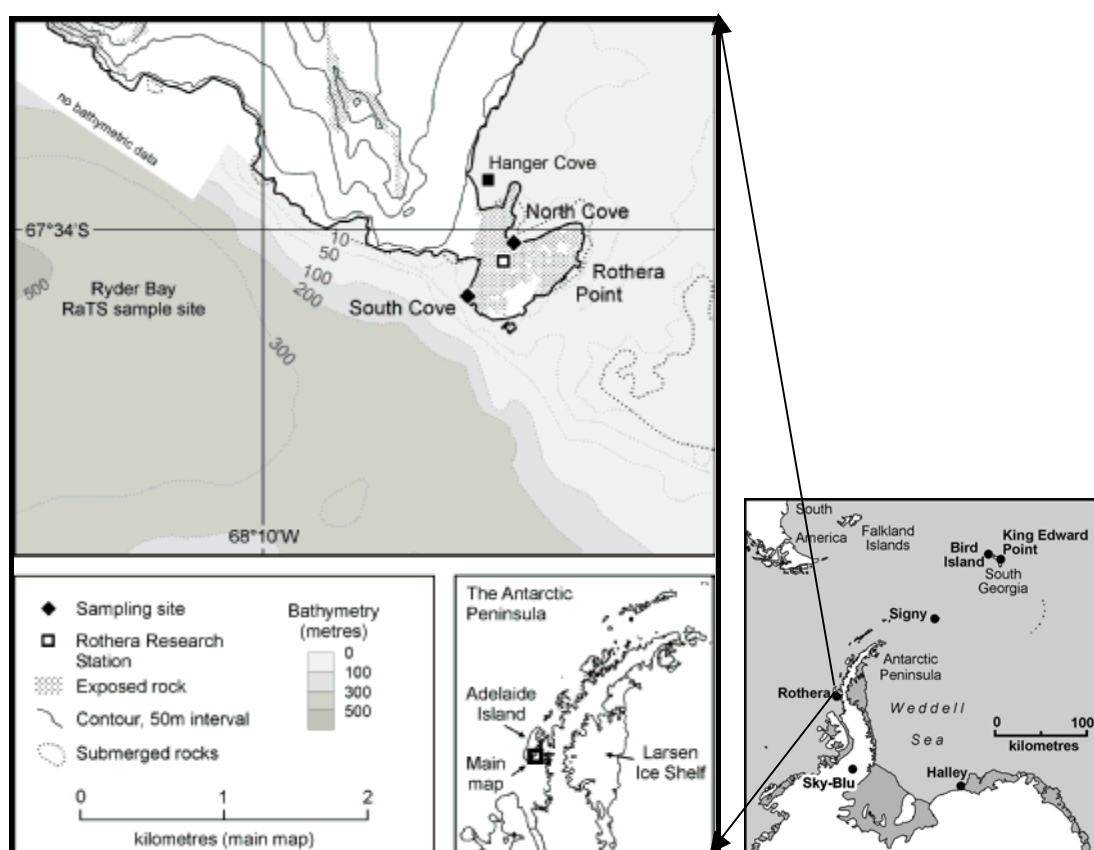 no bathymetric data
Hanger Cove
North Cove
67°34'S
10
50
100
200
500
Ryder Bay
RaTS sample site
Rothera
Point
South Cove
300
68°10'W
Sampling site
Rothera Research
Station
Exposed rock
Contour, 50m interval
Submerged rocks
Bathymetry
(metres)
0
100
300
500
0 1 2
kilometres (main map)
The Antarctic
Peninsula
Adelaide
Island
Main
map
Larsen
Ice Shelf
South
America
Falkland
Islands
Bird
Island
King Edward
Point
South
Georgia
Signy
Antarctic
Peninsula
Rothera
Weddell
Sea
0 100
kilometres
Sky-Blu
Halley